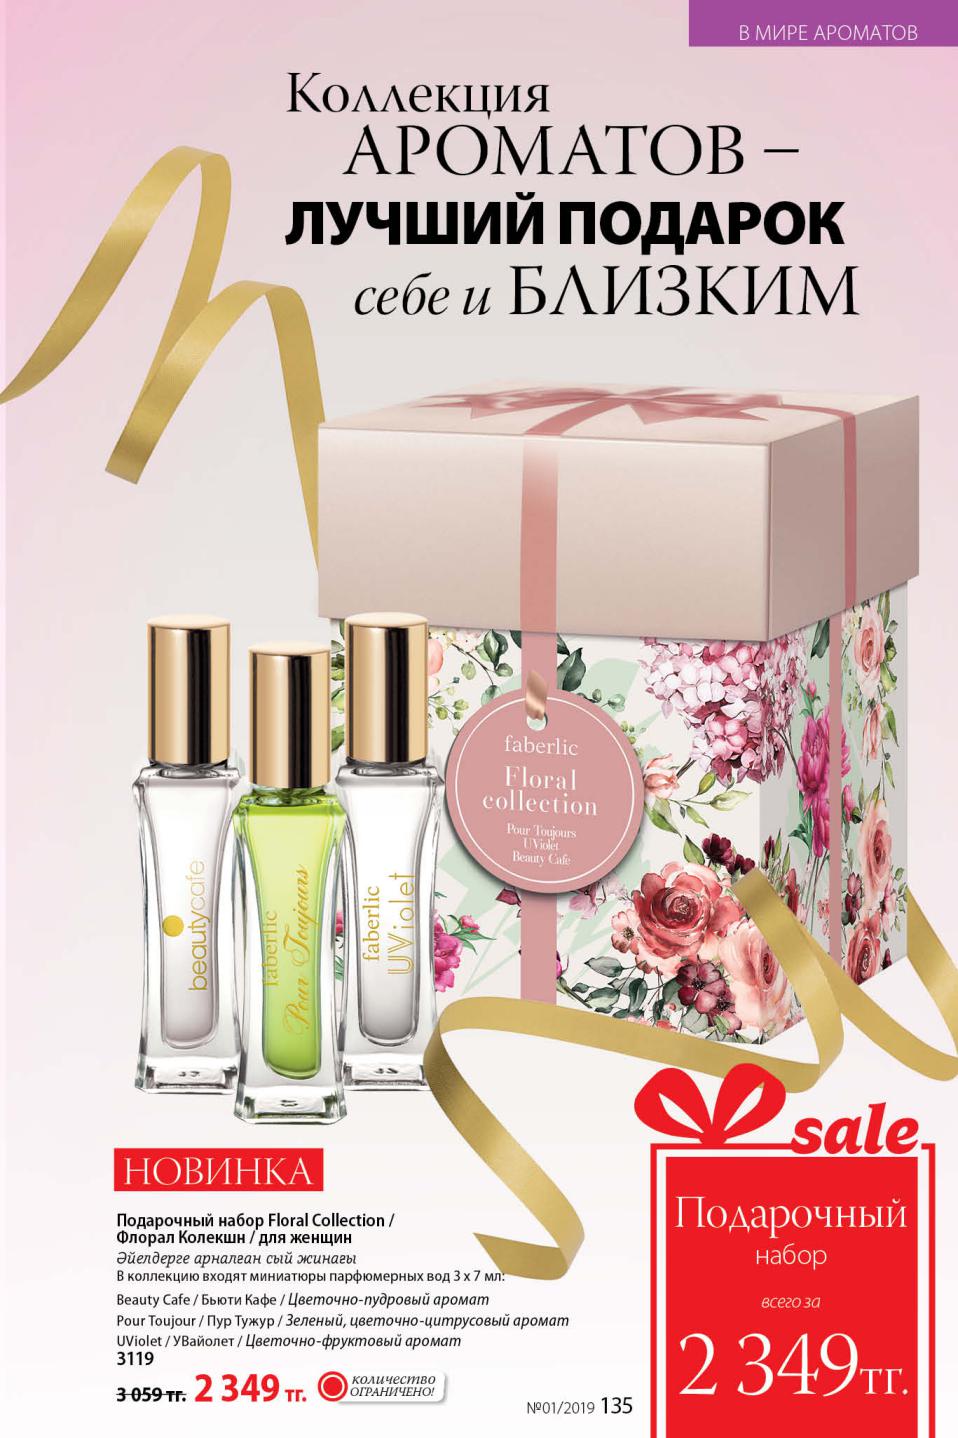 В МИРЕ АРОМАТОВ
Коллекция
АРОМАТОВ –
ЛУЧШИЙ ПОДАРОК
себе и БЛИЗКИМ
faberlic
Floral
collection
Pour Toujours
UViolet
Beauty Cafe
beautycafe
faberlic
Pour Toujours
faberlic
UViolet
sale
Подарочный
набор
всего за
2 349 тг.
НОВИНКА
Подарочный набор Floral Collection /
Флорал Колекшн / для женщин
Әйелдерге арналған сый жинағы
В коллекцию входят миниатюры парфюмерных вод 3 х 7 мл:
Beauty Cafe / Бьюти Кафе / Цветочно-пудровый аромат
Pour Toujour / Пур Тужур / Зеленый, цветочно-цитрусовый аромат
UViolet / УВайолет / Цветочно-фруктовый аромат
3119
3 059 тг. 2 349 тг.
КОЛИЧЕСТВО
ОГРАНИЧЕНО!
№01/2019 135